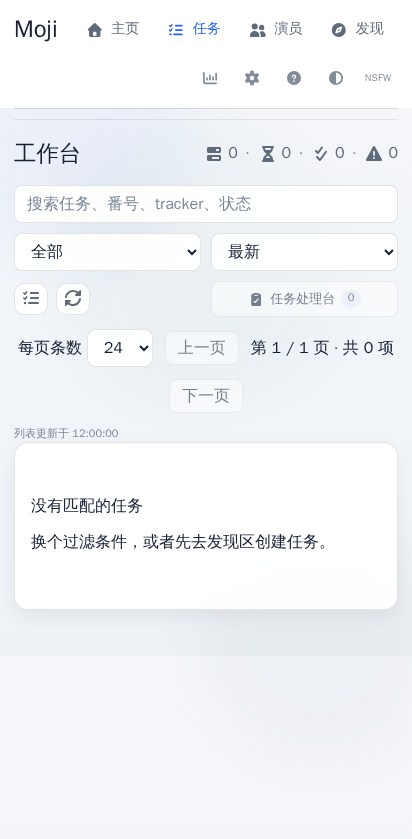 Moji 主页 任务 演员 发现
NSFW
工作台 0 · 0 · 0 · 0
搜索任务、番号、tracker、状态
全部 最新
任务处理台 0
每页条数 24 上一页 第 1 / 1 页 · 共 0 项
下一页
列表更新于 12:00:00
没有匹配的任务
换个过滤条件，或者先去发现区创建任务。